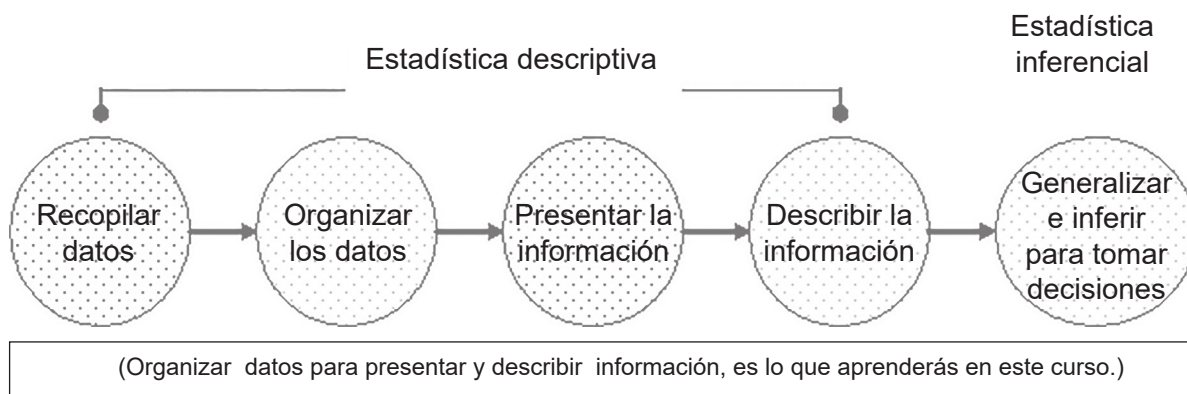 Estadística descriptiva
Estadística
inferencial
Recopilar
datos
Organizar
los datos
Presentar la
información
Describir la
información
Generalizar
e inferir
para tomar
decisiones
(Organizar datos para presentar y describir información, es lo que aprenderás en este curso.)